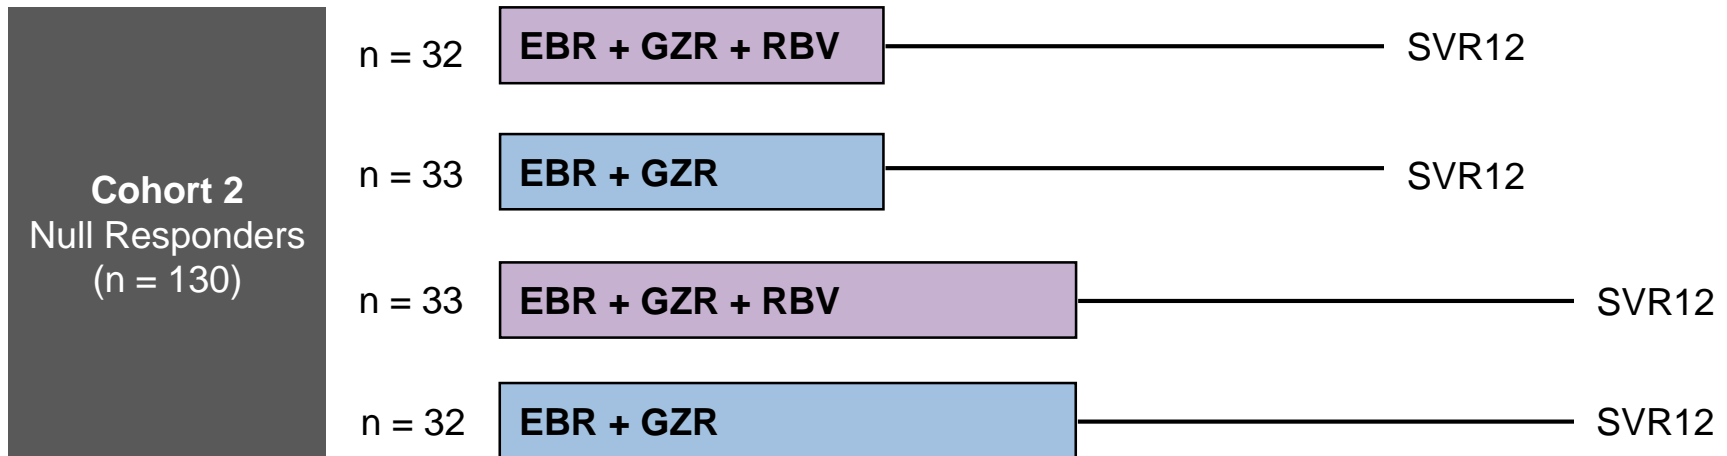 Cohort 2
Null Responders
(n = 130)
n = 32 EBR + GZR + RBV SVR12
n = 33 EBR + GZR SVR12
n = 33 EBR + GZR + RBV SVR12
n = 32 EBR + GZR SVR12